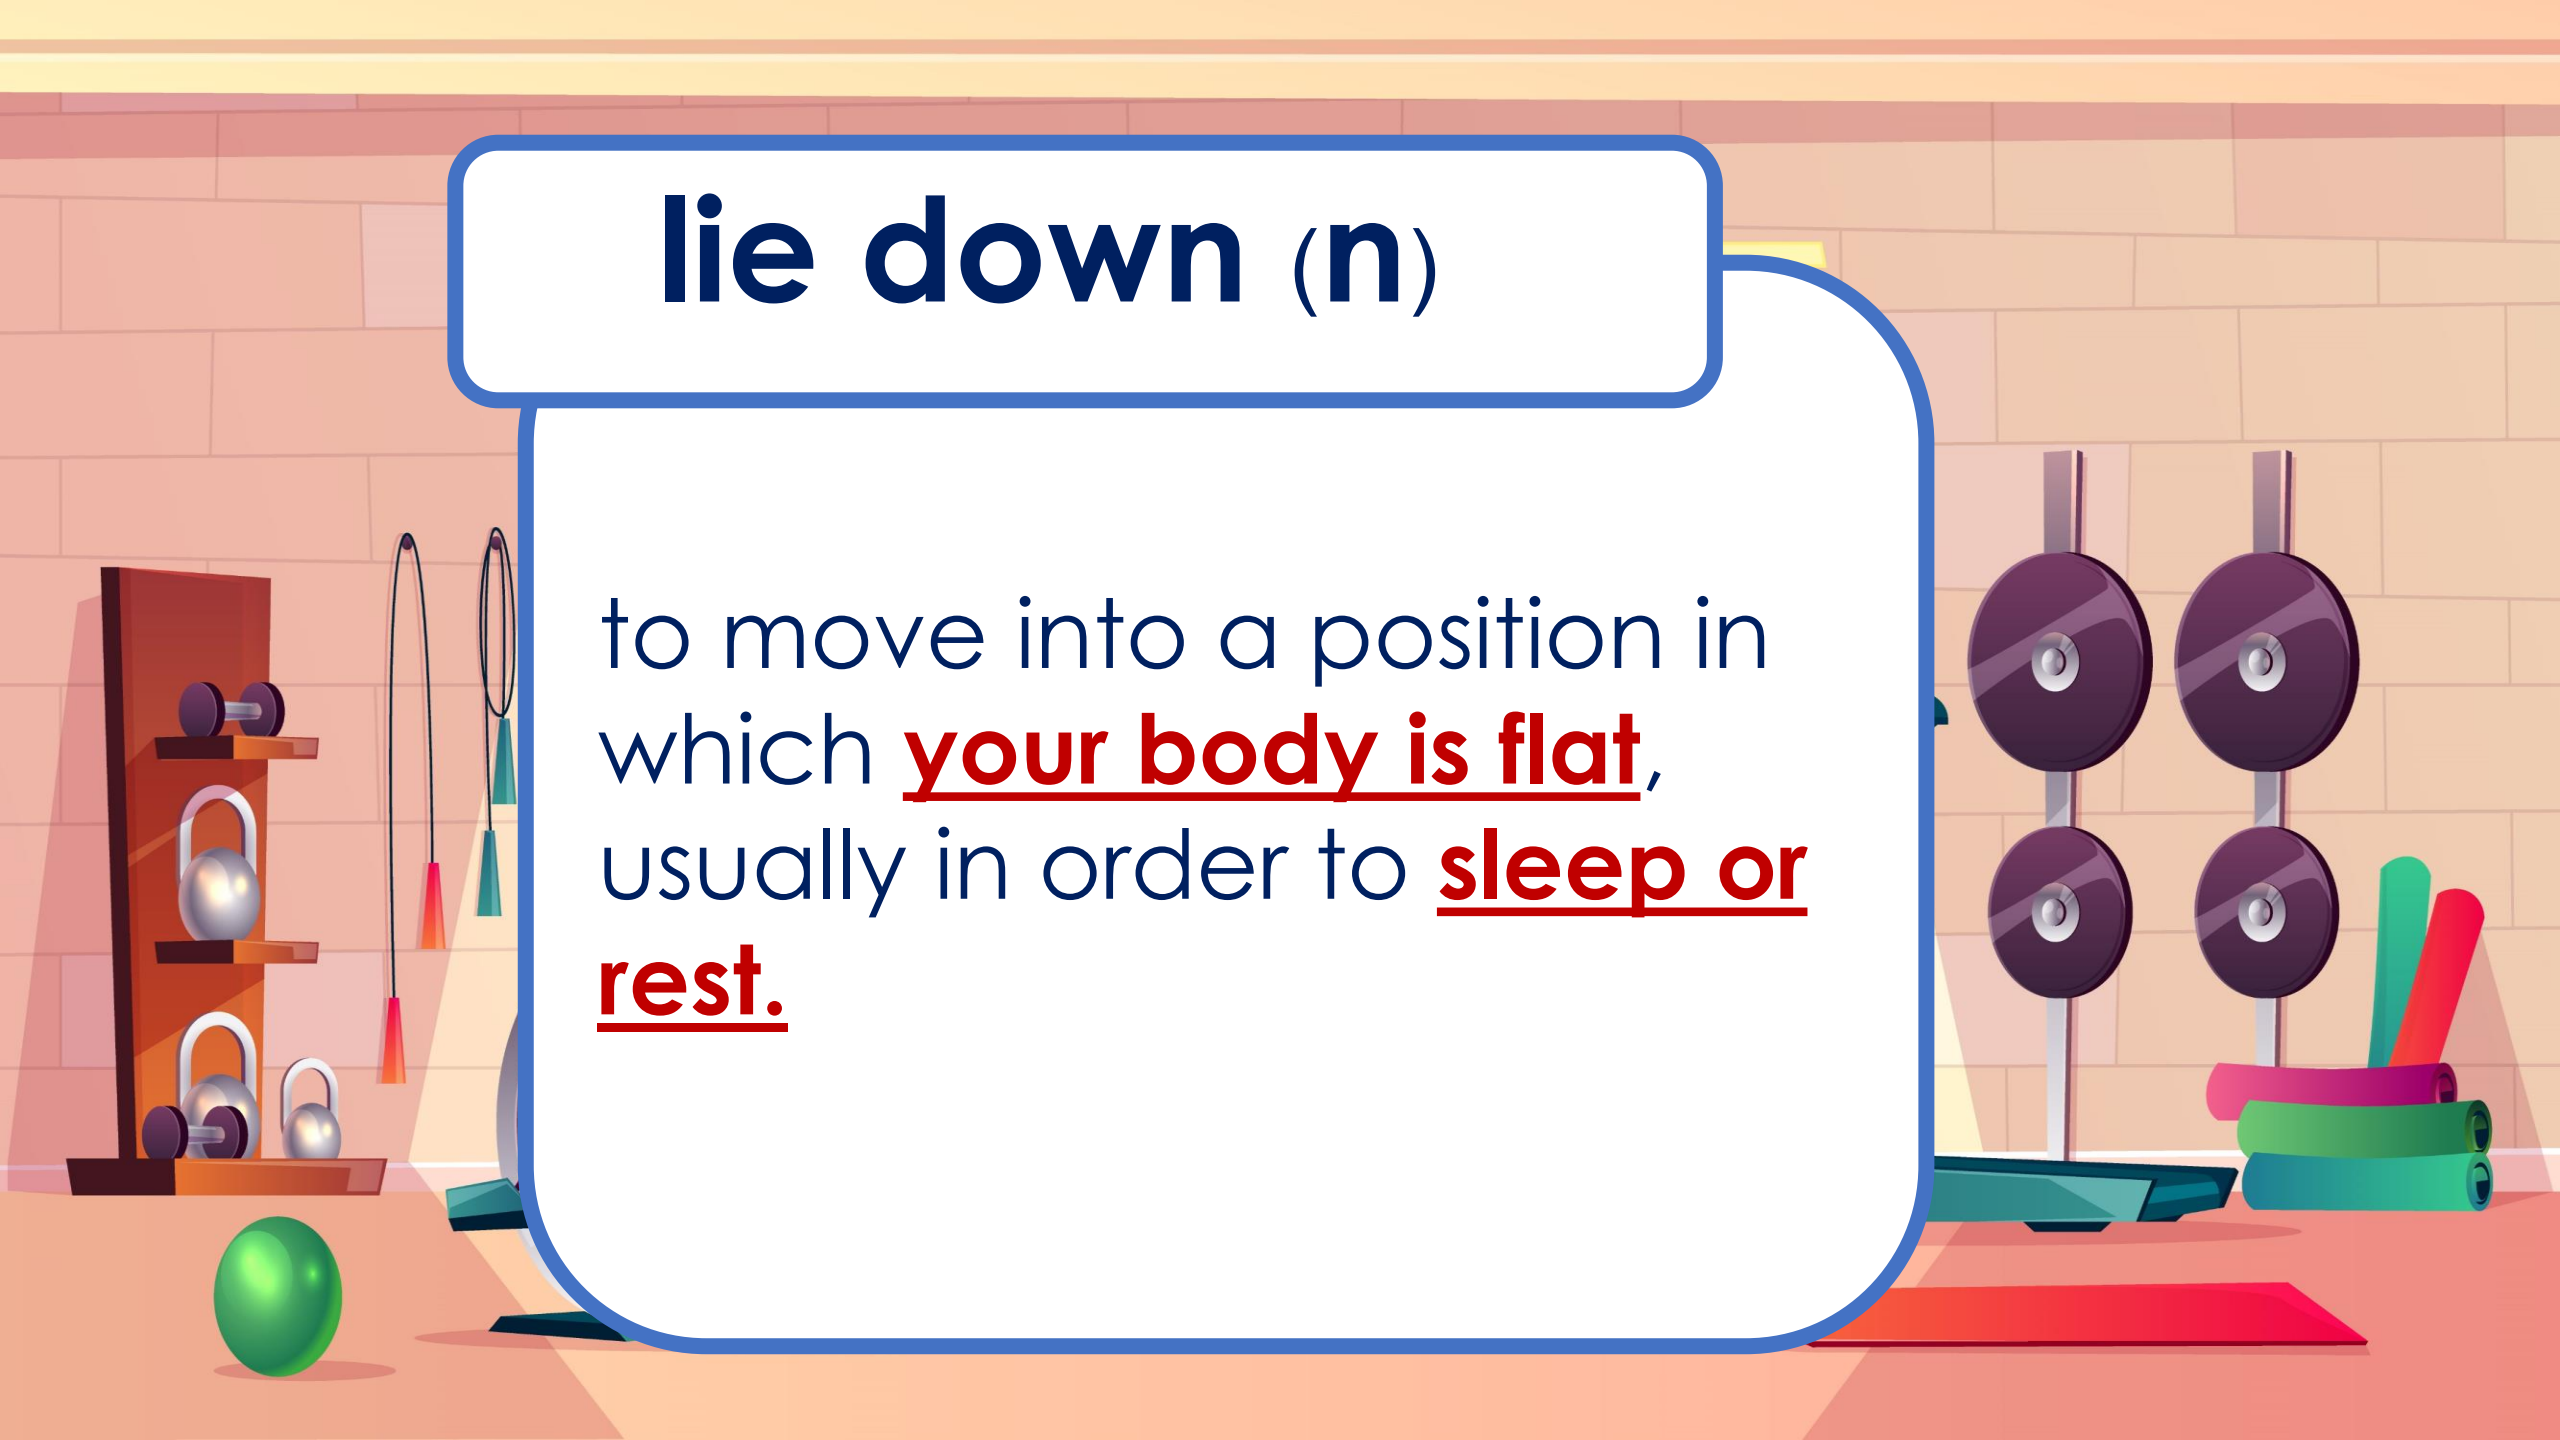 lie down (n)
to move into a position in
which your body is flat,
usually in order to sleep or
rest.